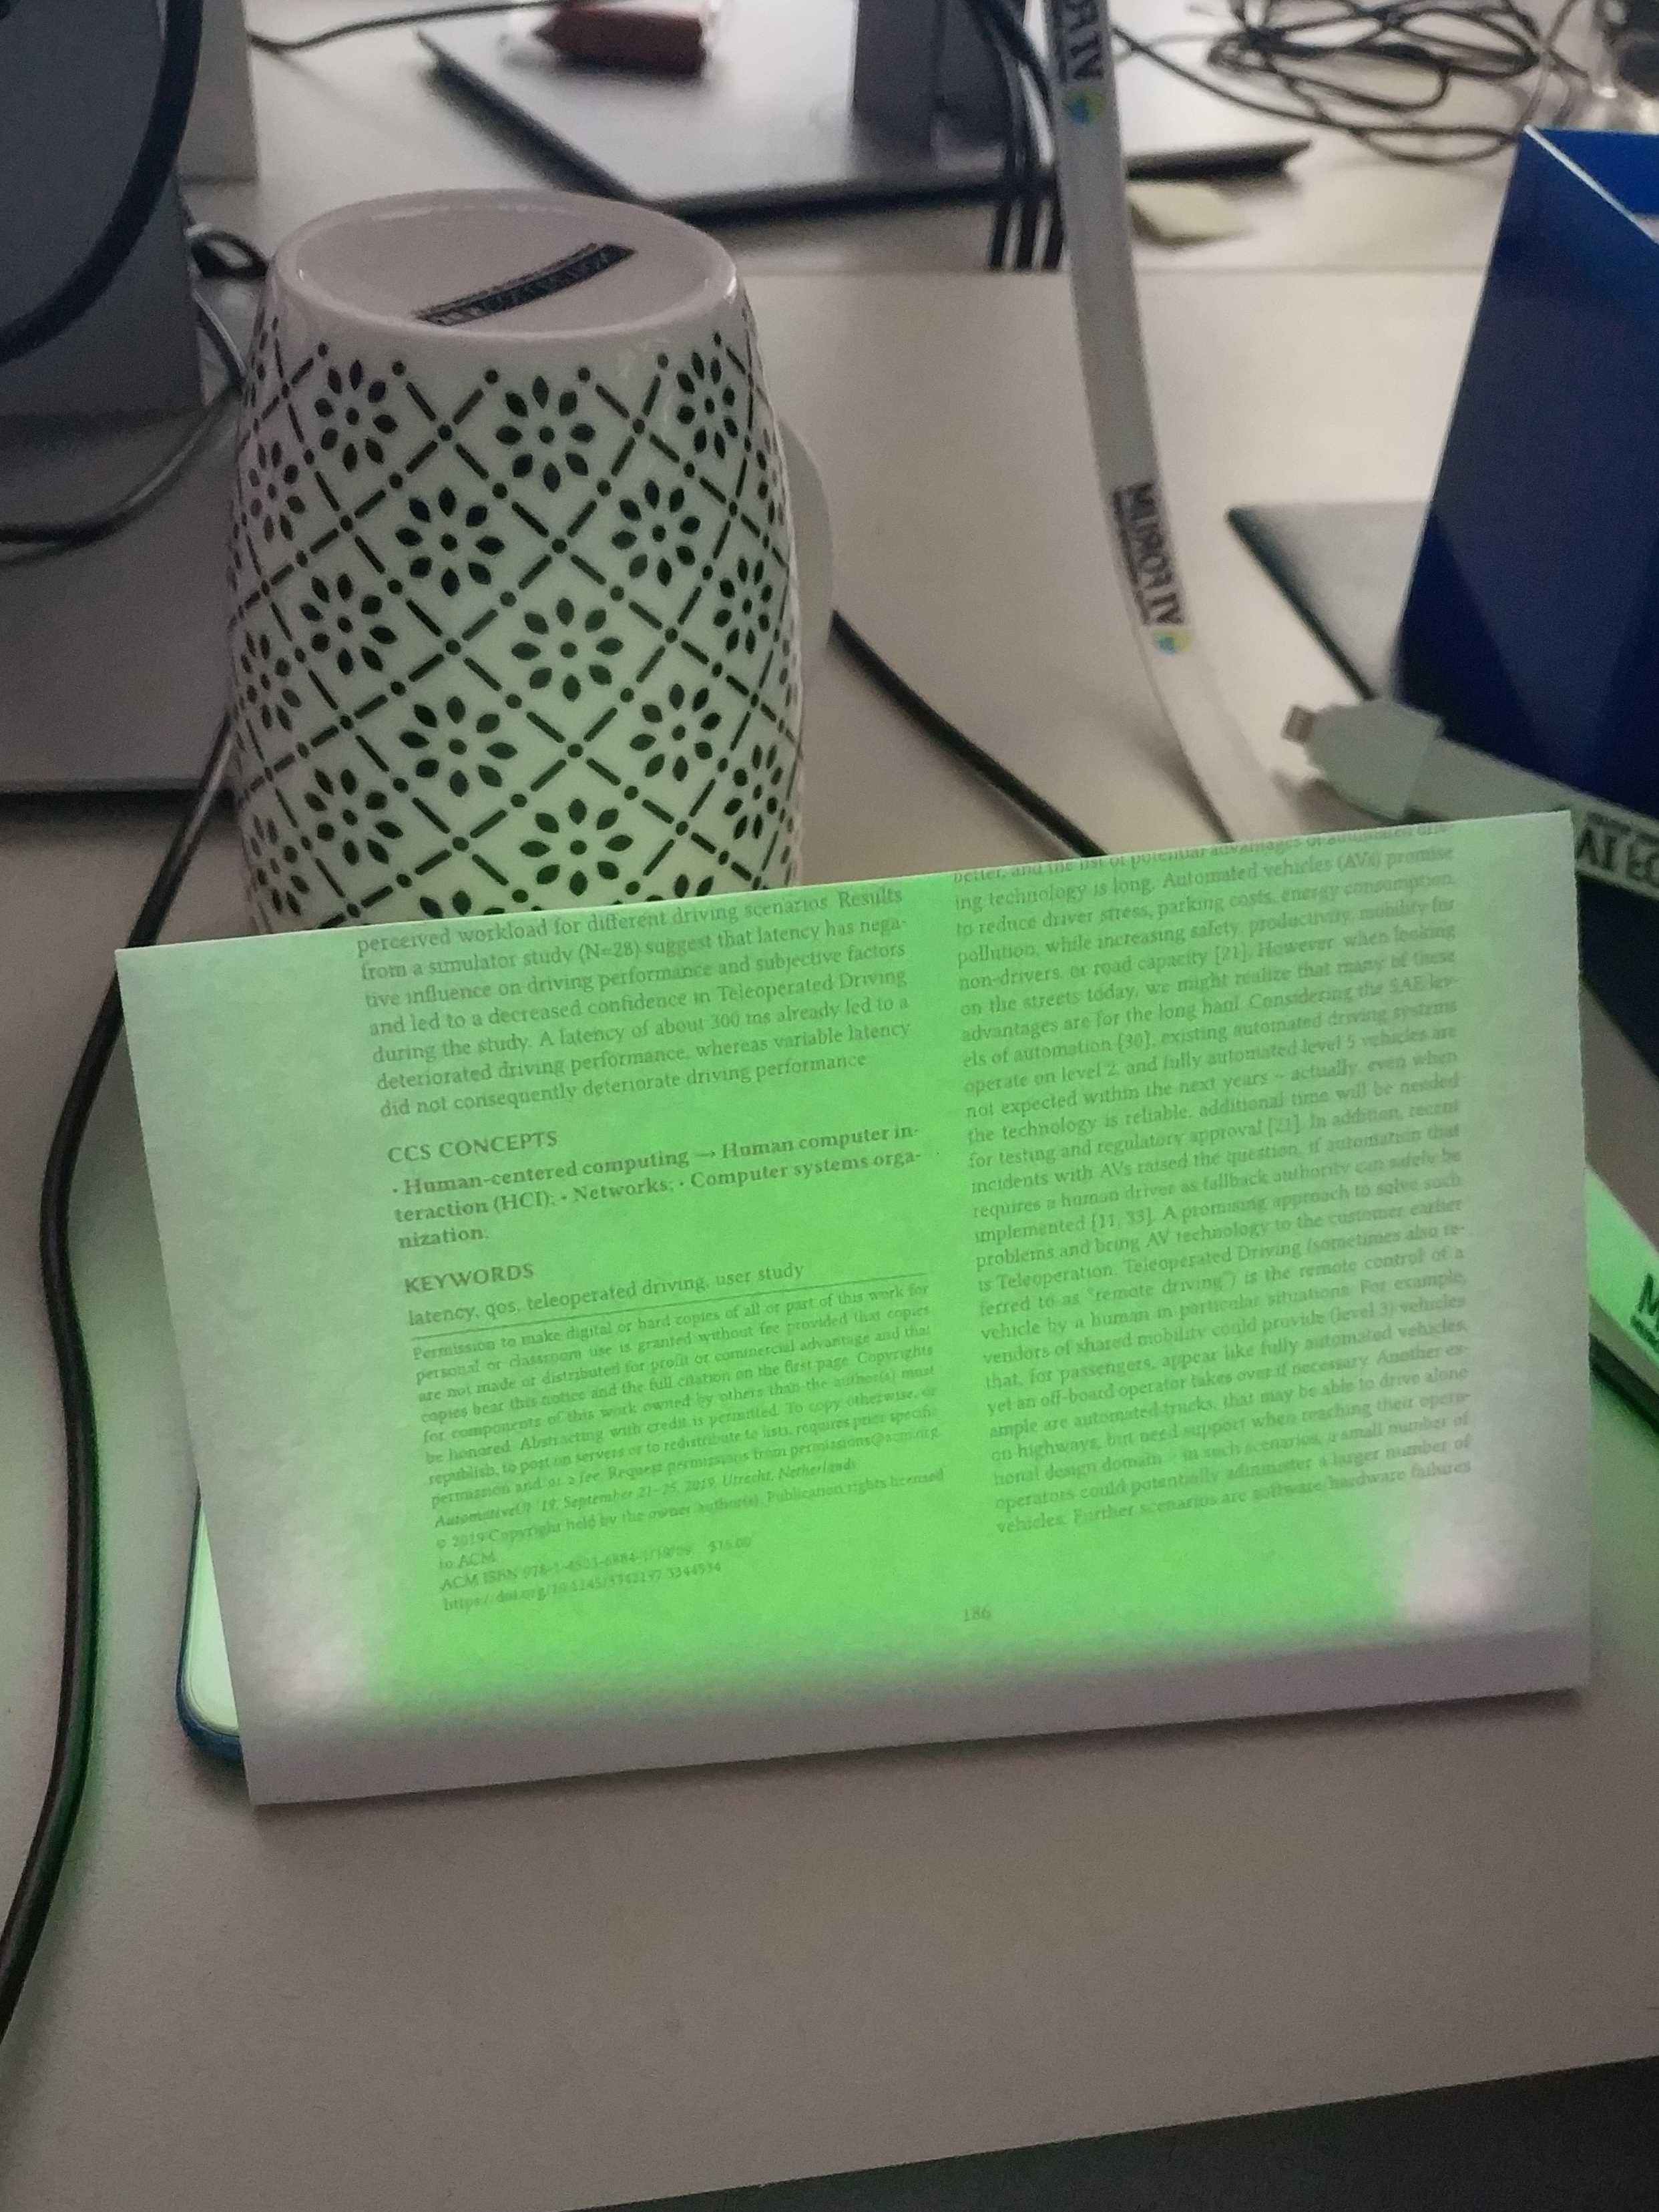 perceived workload for different driving scenarios. Results
from a simulator study (N=28) suggest that latency has nega-
tive influence on driving performance and subjective factors
and led to a decreased confidence in Teleoperated Driving
during the study. A latency of about 300 ms already led to a
deteriorated driving performance, whereas variable latency
did not consequently deteriorate driving performance
CCS CONCEPTS
• Human-centered computing → Human computer in-
teraction (HCI); • Networks; • Computer systems orga-
nization;
KEYWORDS
latency, qos, teleoperated driving, user study
Permission to make digital or hard copies of all or part of this work for
personal or classroom use is granted without fee provided that copies
are not made or distributed for profit or commercial advantage and that
copies bear this notice and the full citation on the first page. Copyrights
for components of this work owned by others than the author(s) must
be honored. Abstracting with credit is permitted. To copy otherwise, or
republish, to post on servers or to redistribute to lists, requires prior specific
permission and/or a fee. Request permissions from permissions@acm.org.
AutomotiveUI '19, September 21–25, 2019, Utrecht, Netherlands
© 2019 Copyright held by the owner/author(s). Publication rights licensed
to ACM.
ACM ISBN 978-1-4503-6884-1/19/09 $15.00
https://doi.org/10.1145/3342197.3344534
better, and the list of potential advantages of automated driv-
ing technology is long. Automated vehicles (AVs) promise
to reduce driver stress, parking costs, energy consumption,
pollution, while increasing safety, productivity, mobility for
non-drivers, or road capacity [21]. However, when looking
on the streets today, we might realize that many of these
advantages are for the long haul. Considering the SAE lev-
els of automation [30], existing automated driving systems
operate on level 2, and fully automated level 5 vehicles are
not expected within the next years – actually, even when
the technology is reliable, additional time will be needed
for testing and regulatory approval [21]. In addition, recent
incidents with AVs raised the question, if automation that
requires a human driver as fallback authority can safely be
implemented [11, 33]. A promising approach to solve such
problems and bring AV technology to the customer earlier
is Teleoperation. Teleoperated Driving (sometimes also re-
ferred to as "remote driving") is the remote control of a
vehicle by a human in particular situations. For example,
vendors of shared mobility could provide (level 3) vehicles
that, for passengers, appear like fully automated vehicles,
yet an off-board operator takes over if necessary. Another ex-
ample are automated trucks, that may be able to drive alone
on highways, but need support when reaching their opera-
tional design domain – in such scenarios, a small number of
operators could potentially administer a larger number of
vehicles. Further scenarios are software/hardware failures
186